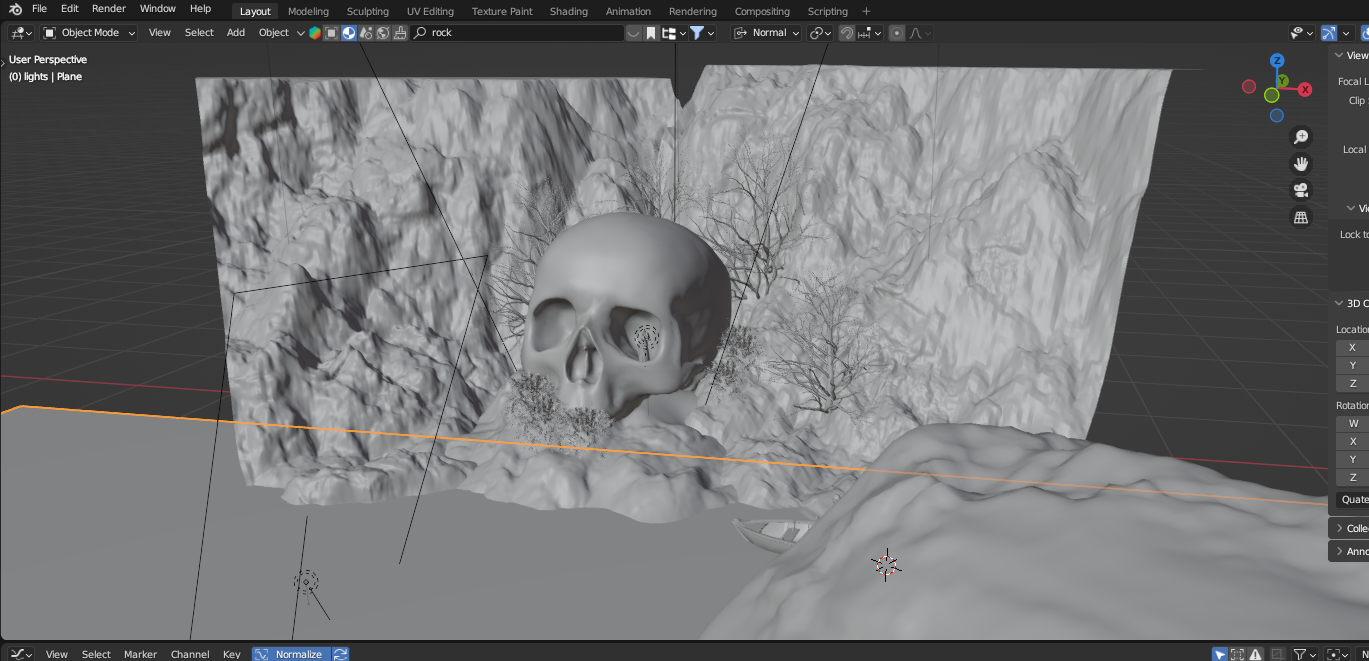 File Edit Render Window Help Layout Modeling Sculpting UV Editing Texture Paint Shading Animation Rendering Compositing Scripting +
Object Mode View Select Add Object rock Normal
User Perspective
(0) lights | Plane
Z
Y
X
View
Focal L
Clip
Local
Lock to
3D C
Locatio
X
Y
Z
Rotation
W
X
Y
Z
Quate
Colle
Anno
View Select Marker Channel Key Normalize